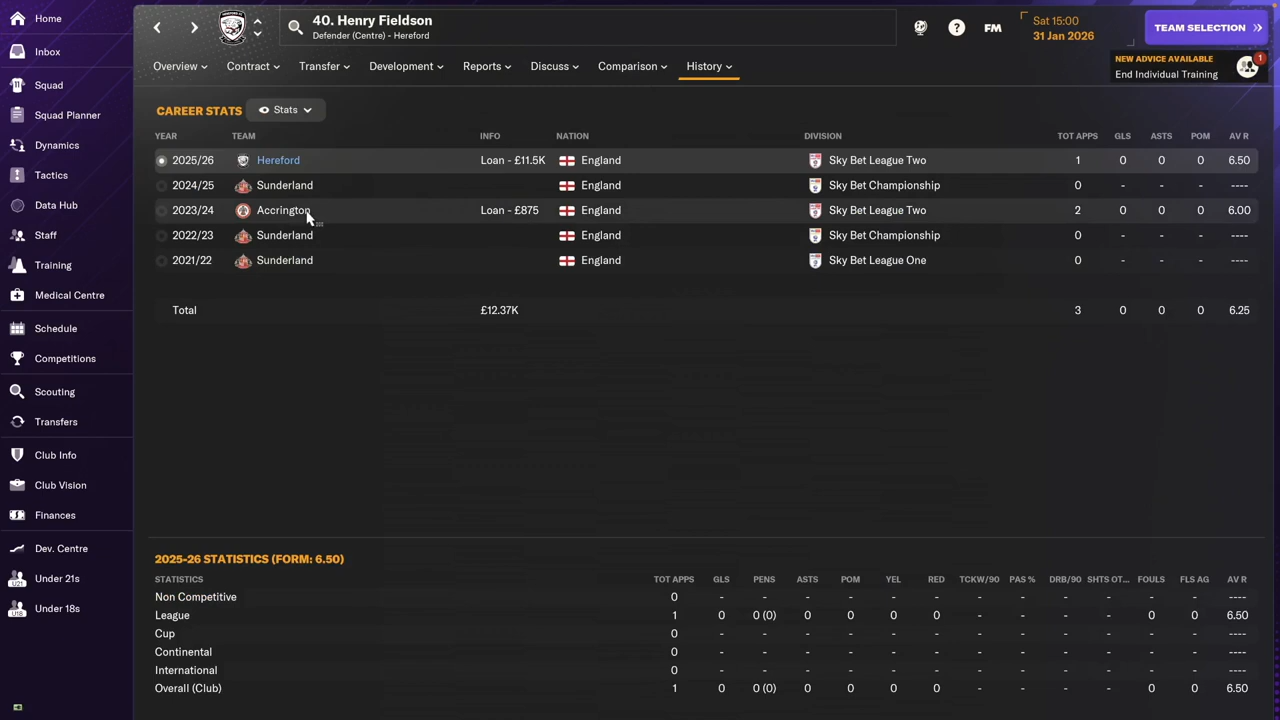 Home
Inbox
Squad
Squad Planner
Dynamics
Tactics
Data Hub
Staff
Training
Medical Centre
Schedule
Competitions
Scouting
Transfers
Club Info
Club Vision
Finances
Dev. Centre
U21 Under 21s
U18 Under 18s
40. Henry Fieldson
Defender (Centre) - Hereford
? FM
Sat 15:00
31 Jan 2026
TEAM SELECTION
Overview Contract Transfer Development Reports Discuss Comparison History
NEW ADVICE AVAILABLE
End Individual Training
1
CAREER STATS Stats
YEAR TEAM INFO NATION DIVISION TOT APPS GLS ASTS POM AV R
2025/26 Hereford Loan - £11.5K England Sky Bet League Two 1 0 0 0 6.50
2024/25 Sunderland England Sky Bet Championship 0 - - - ----
2023/24 Accrington Loan - £875 England Sky Bet League Two 2 0 0 0 6.00
2022/23 Sunderland England Sky Bet Championship 0 - - - ----
2021/22 Sunderland England Sky Bet League One 0 - - - ----
Total £12.37K 3 0 0 0 6.25
2025-26 STATISTICS (FORM: 6.50)
STATISTICS TOT APPS GLS PENS ASTS POM YEL RED TCKW/90 PAS % DRB/90 SHTS OT... FOULS FLS AG AV R
Non Competitive 0 - - - - - - - - - - - - ----
League 1 0 0 (0) 0 0 0 0 - - - - 0 0 6.50
Cup 0 - - - - - - - - - - - - ----
Continental 0 - - - - - - - - - - - - ----
International 0 - - - - - - - - - - - - ----
Overall (Club) 1 0 0 (0) 0 0 0 0 - - - - 0 0 6.50